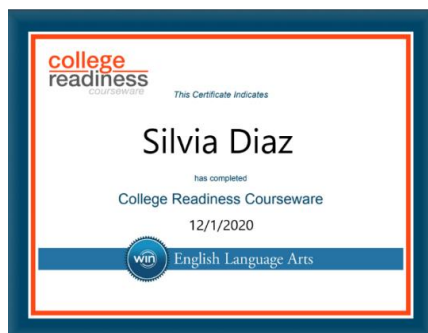 college
readiness
courseware
This Certificate Indicates
Silvia Diaz
has completed
College Readiness Courseware
12/1/2020
win English Language Arts